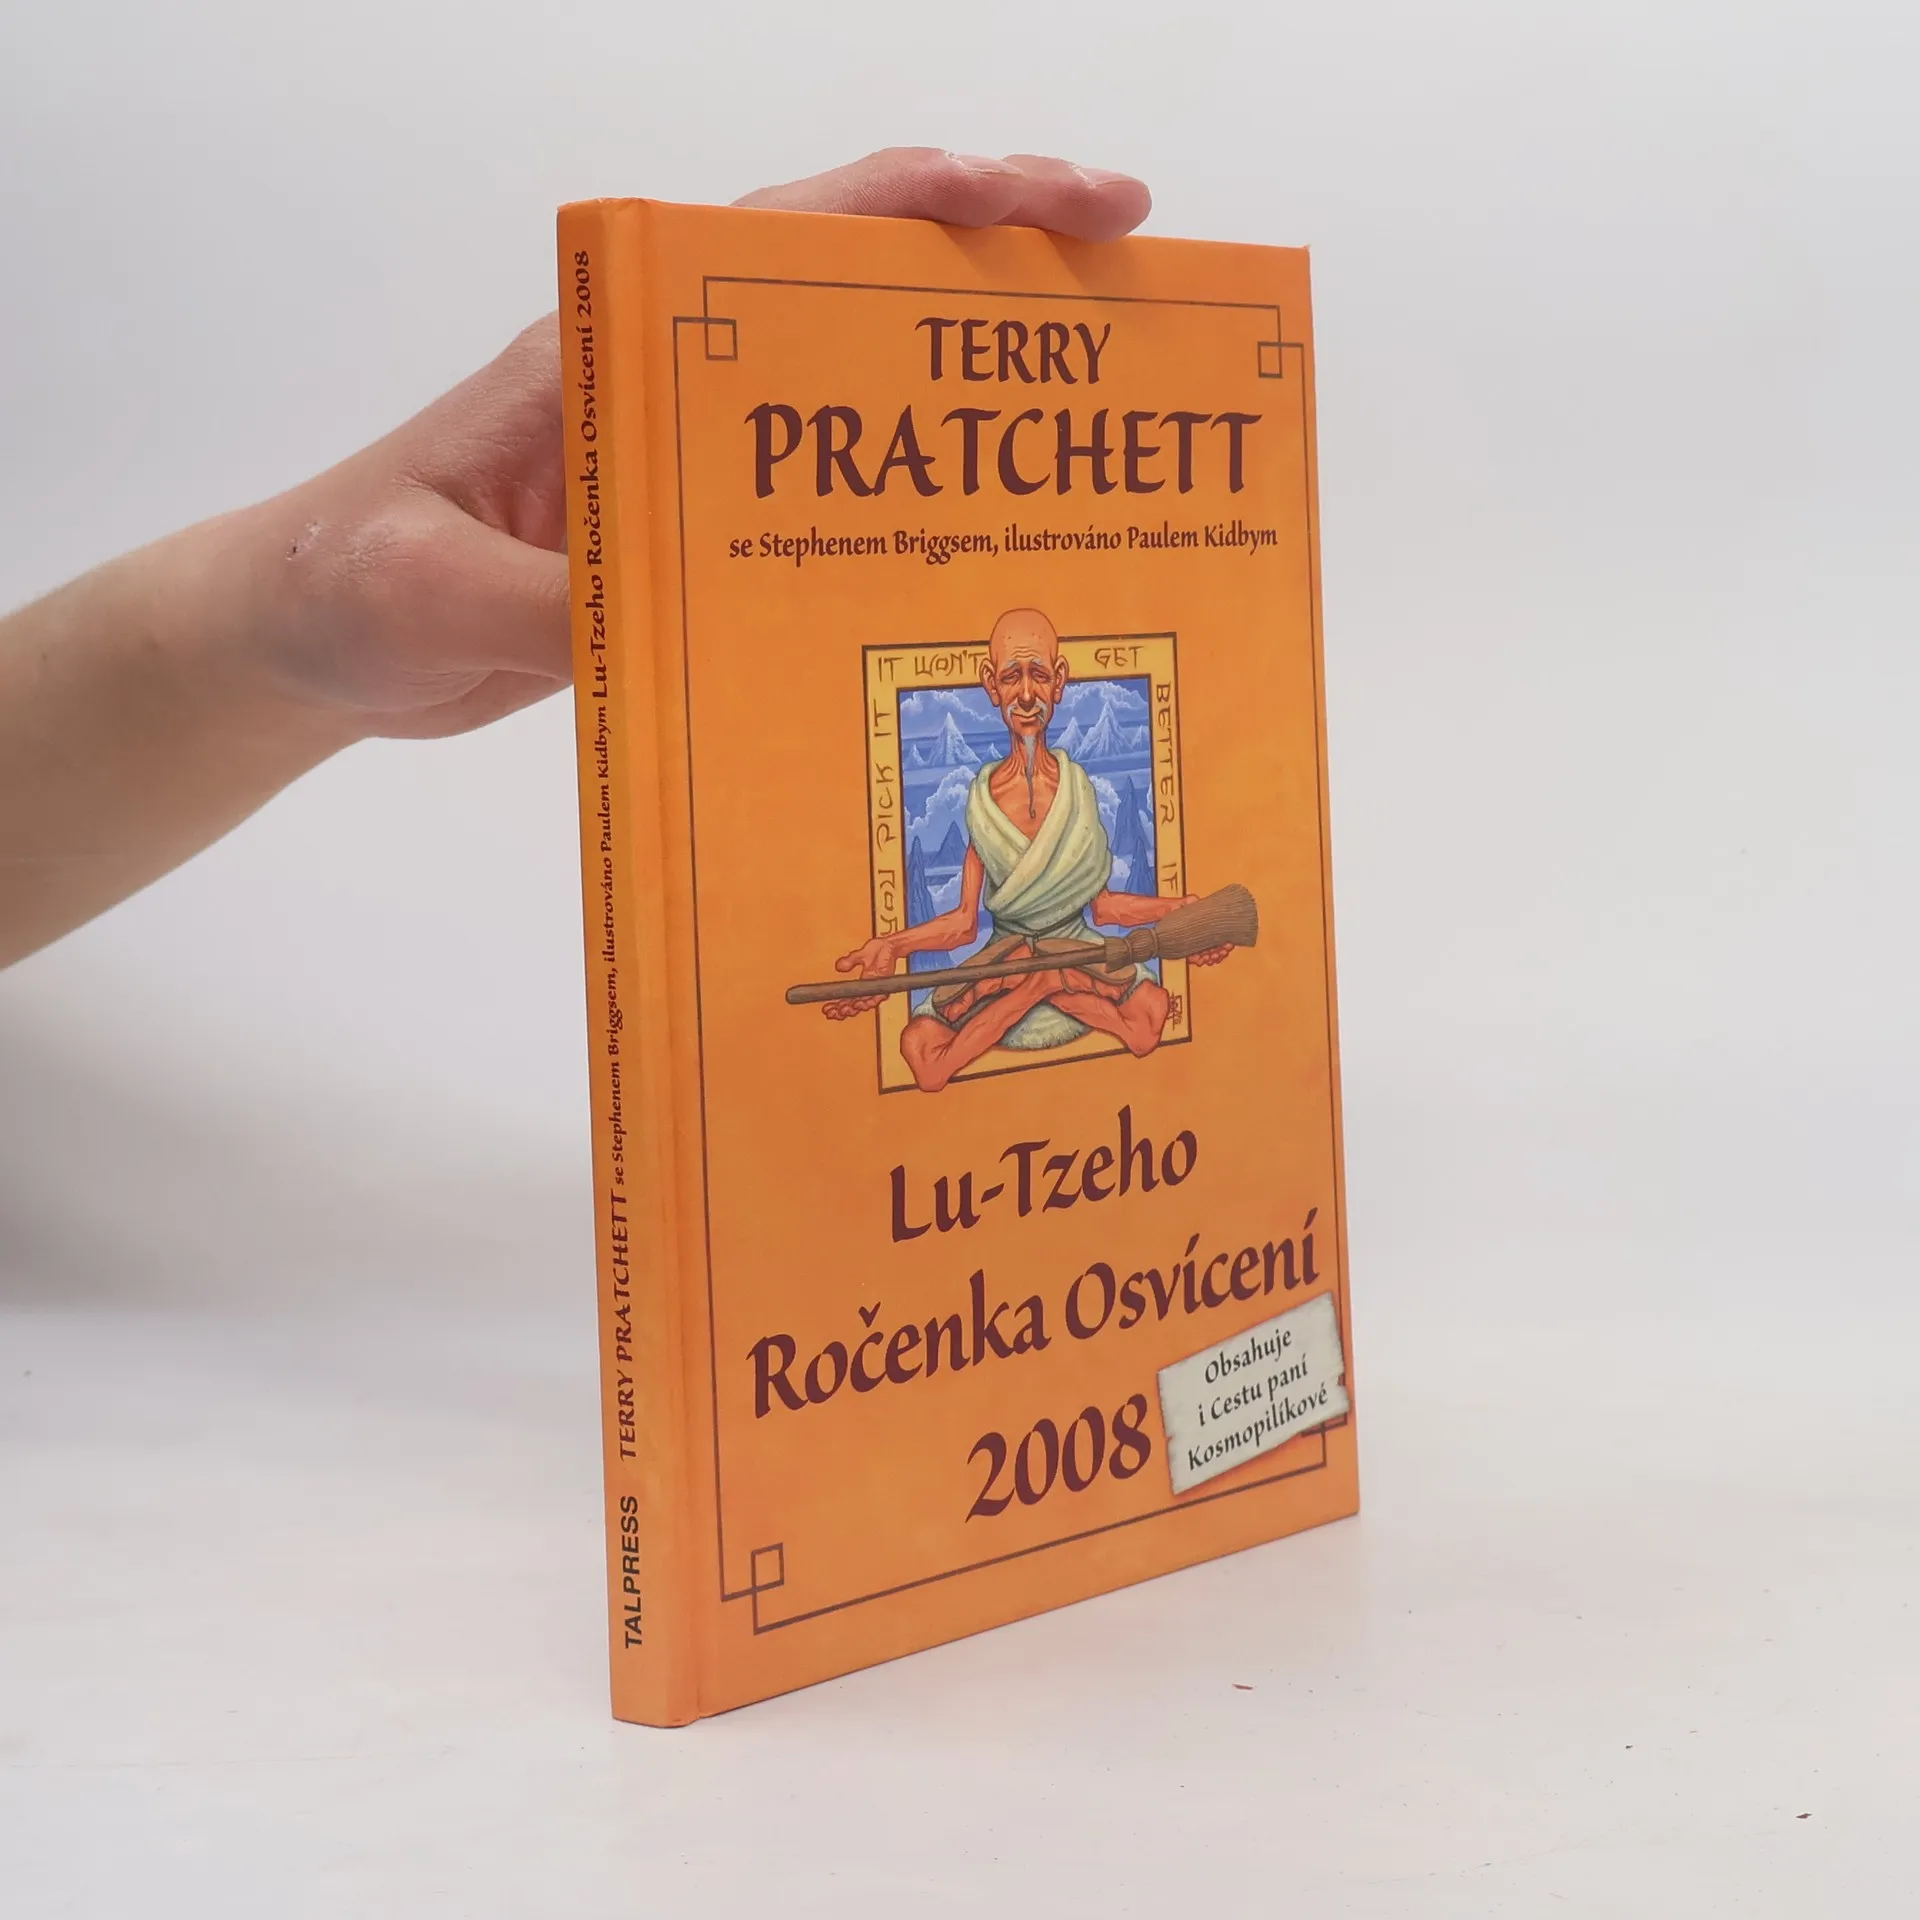 TERRY
PRATCHETT
se Stephenem Briggsem, ilustrováno Paulem Kidbym
IT WON'T GET
BETTER IF
YOU PICK IT
Lu-Tzeho
Ročenka Osvícení
2008
Obsahuje
i Cestu paní
Kosmopilíkové
TALPRESS TERRY PRATCHETT se Stephenem Briggsem, ilustrováno Paulem Kidbym Lu-Tzeho Ročenka Osvícení 2008